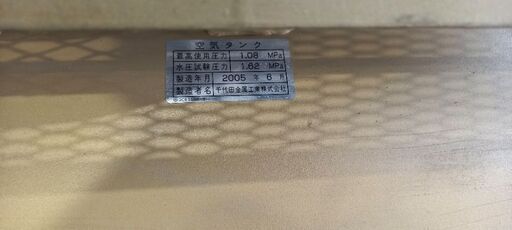 空気タンク
最高使用圧力 1.08 MPa
水圧試験圧力 1.62 MPa
製造年月 2005 年 6 月
製造者名 千代田金属工業株式会社